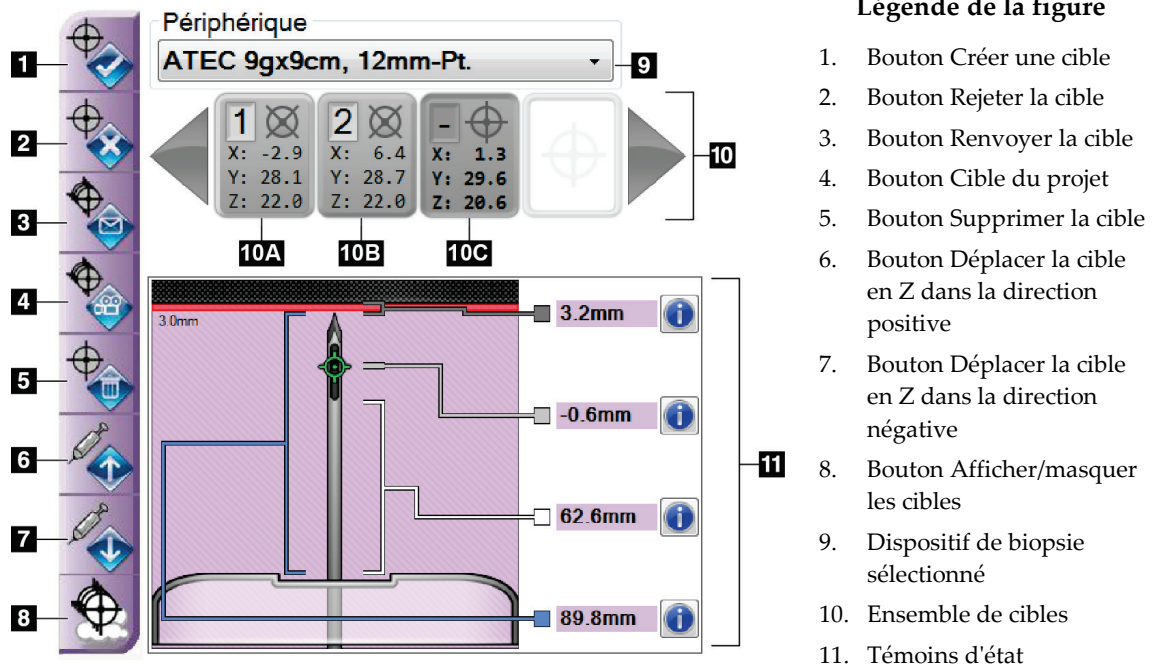 Périphérique
ATEC 9gx9cm, 12mm-Pt.
1
9
1
X: -2.9
Y: 28.1
Z: 22.0
2
X: 6.4
Y: 28.7
Z: 22.0
-
X: 1.3
Y: 29.6
Z: 20.6
2
10
3
10A
10B
10C
4
3.0mm
3.2mm
5
-0.6mm
6
11
62.6mm
7
8
89.8mm
Légende de la figure
1. Bouton Créer une cible
2. Bouton Rejeter la cible
3. Bouton Renvoyer la cible
4. Bouton Cible du projet
5. Bouton Supprimer la cible
6. Bouton Déplacer la cible
en Z dans la direction
positive
7. Bouton Déplacer la cible
en Z dans la direction
négative
8. Bouton Afficher/masquer
les cibles
9. Dispositif de biopsie
sélectionné
10. Ensemble de cibles
11. Témoins d'état